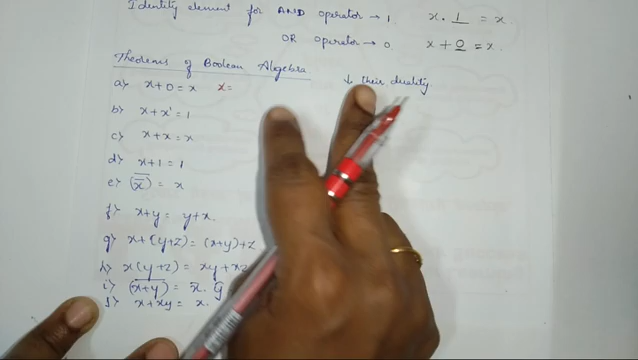 Identity element for AND operator → 1. x . 1 = x.
OR operator → 0. x + 0 = x.
Theorems of Boolean Algebra. ↓ their duality
a) x+0 = x x=
b) x+x' = 1
c) x+x = x
d) x+1 = 1
e) (x̅)̅ = x
f) x+y = y+x.
g) x+(y+z) = (x+y)+z
h) x(y+z) = xy+xz
i) (x+y)̅ = x̅. y̅
j) x+xy = x.